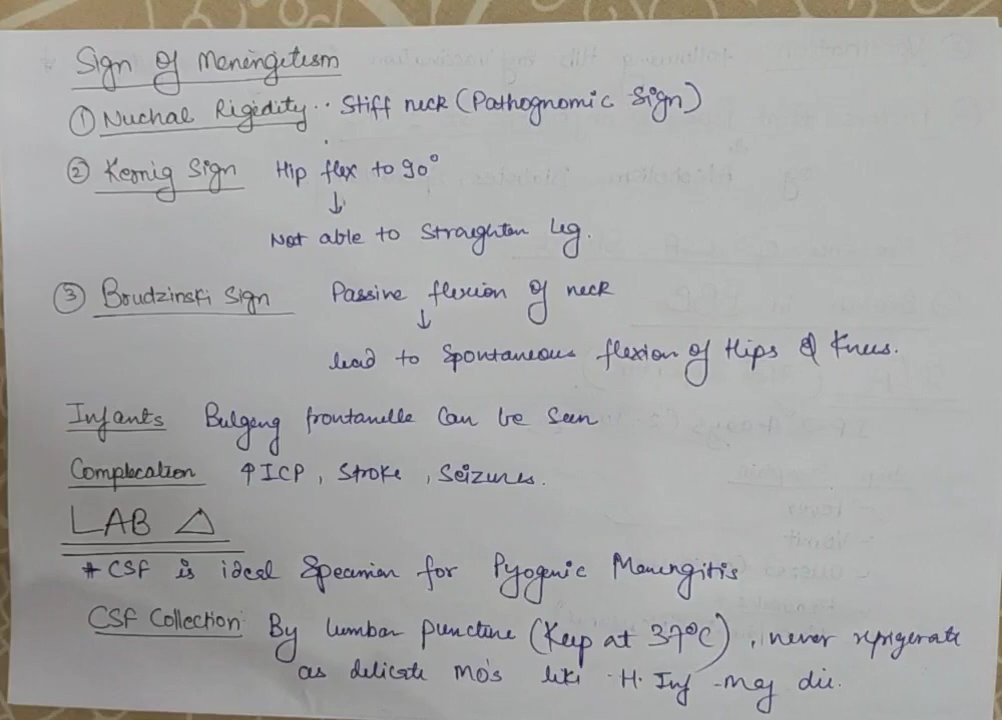 Sign of Meningetism
① Nuchal Rigidity.. Stiff neck (Pathognomic Sign)
② Kernig Sign Hip flex to 90°
↓
Not able to Straighten leg.
③ Brudzinski Sign Passive flexion of neck
↓
lead to Spontaneous flexion of Hips & Knees.
Infants Bulging frontanelle Can be Seen
Complication ↑ICP, Stroke, Seizures.
LAB △
* CSF is ideal Specimen for Pyogenic Meningitis
CSF Collection: By lumbar puncture (Keep at 37°C), never refrigerate
as delicate MO's like H. Inf -may die.